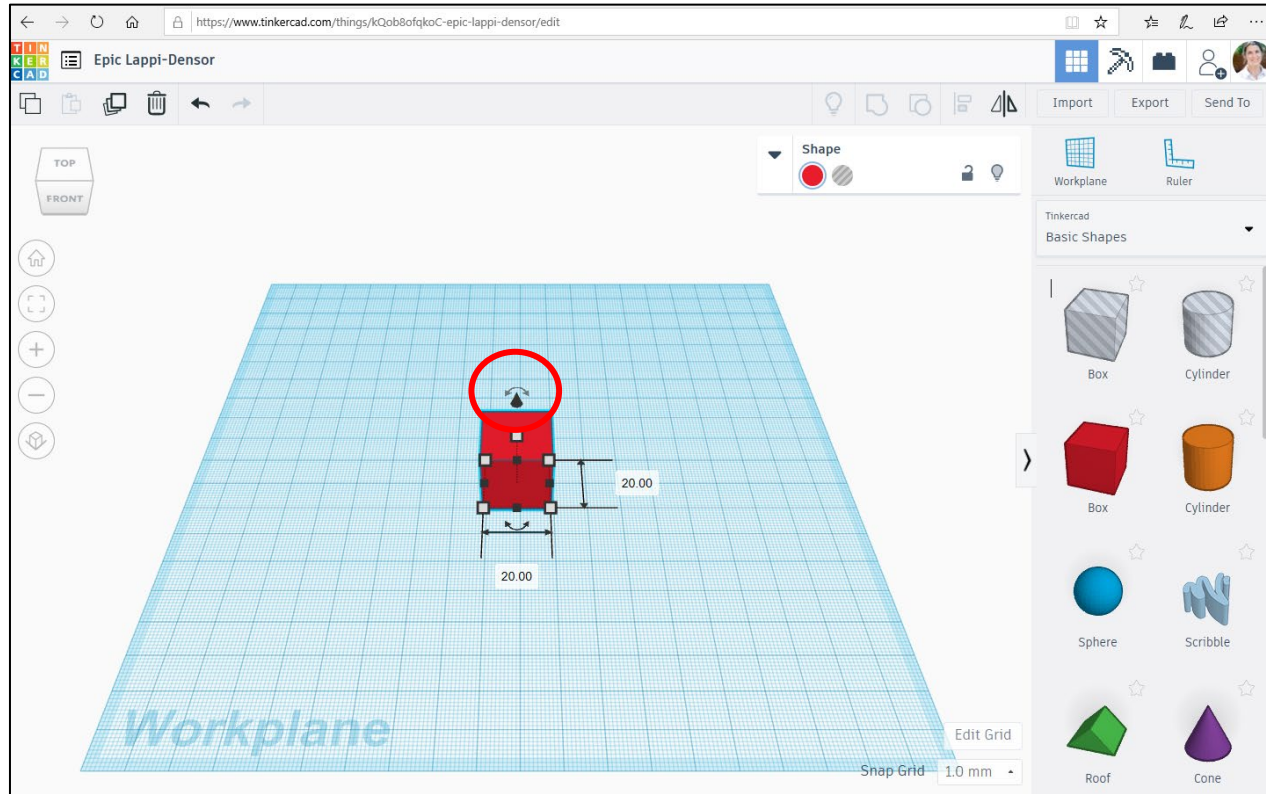 https://www.tinkercad.com/things/kQob8ofqkoC-epic-lappi-densor/edit
TIN
KER
CAD
Epic Lappi-Densor
Import Export Send To
TOP
FRONT
Shape
Workplane Ruler
Tinkercad
Basic Shapes
Box Cylinder
20.00
Box Cylinder
20.00
Sphere Scribble
Workplane
Edit Grid
Snap Grid 1.0 mm
Roof Cone